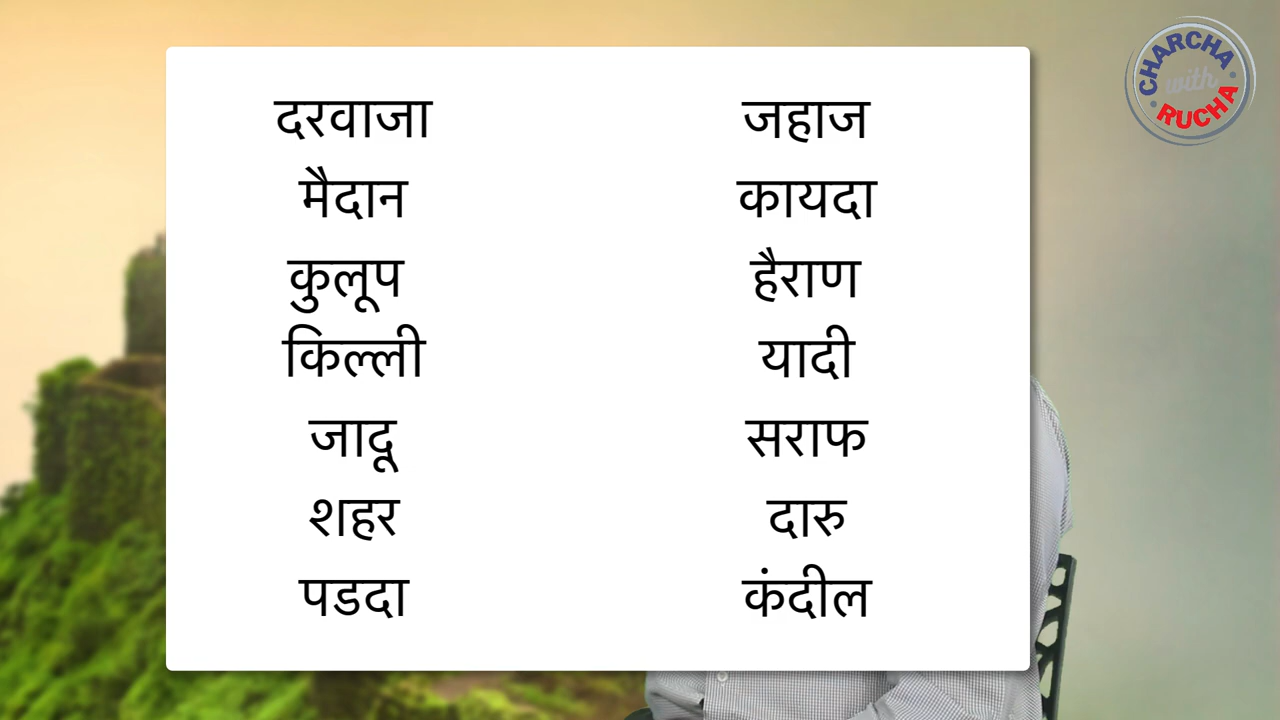 दरवाजा
मैदान
कुलूप
किल्ली
जादू
शहर
पडदा
जहाज
कायदा
हैराण
यादी
सराफ
दारु
कंदील
CHARCHA
with
RUCHA